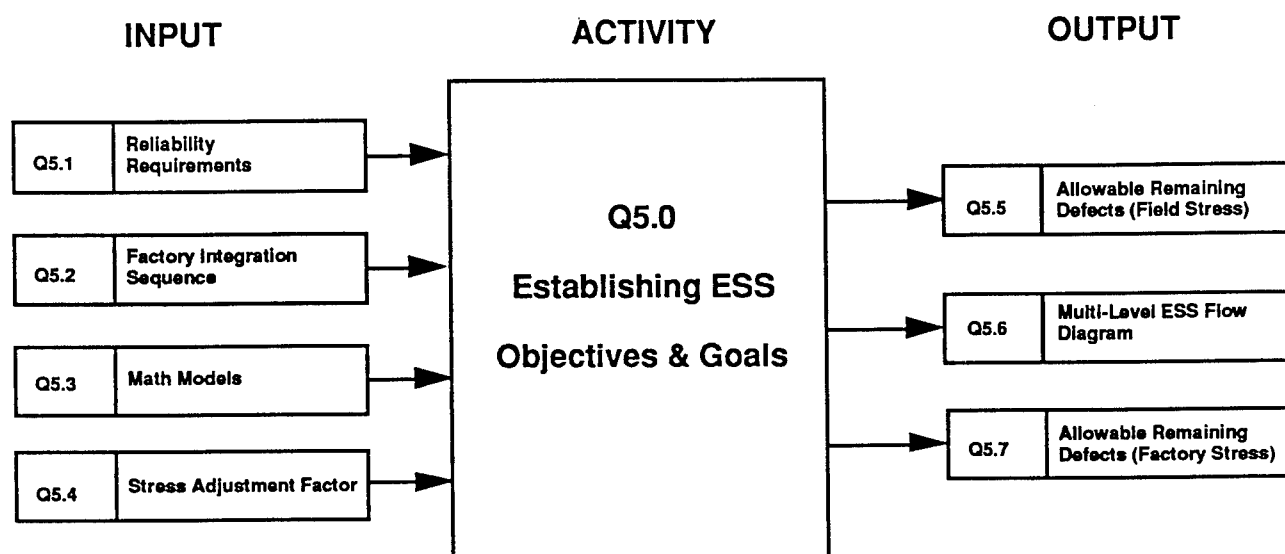 INPUT
ACTIVITY
OUTPUT
Q5.1
Reliability
Requirements
Q5.2
Factory Integration
Sequence
Q5.3
Math Models
Q5.4
Stress Adjustment Factor
Q5.0
Establishing ESS
Objectives & Goals
Q5.5
Allowable Remaining
Defects (Field Stress)
Q5.6
Multi-Level ESS Flow
Diagram
Q5.7
Allowable Remaining
Defects (Factory Stress)